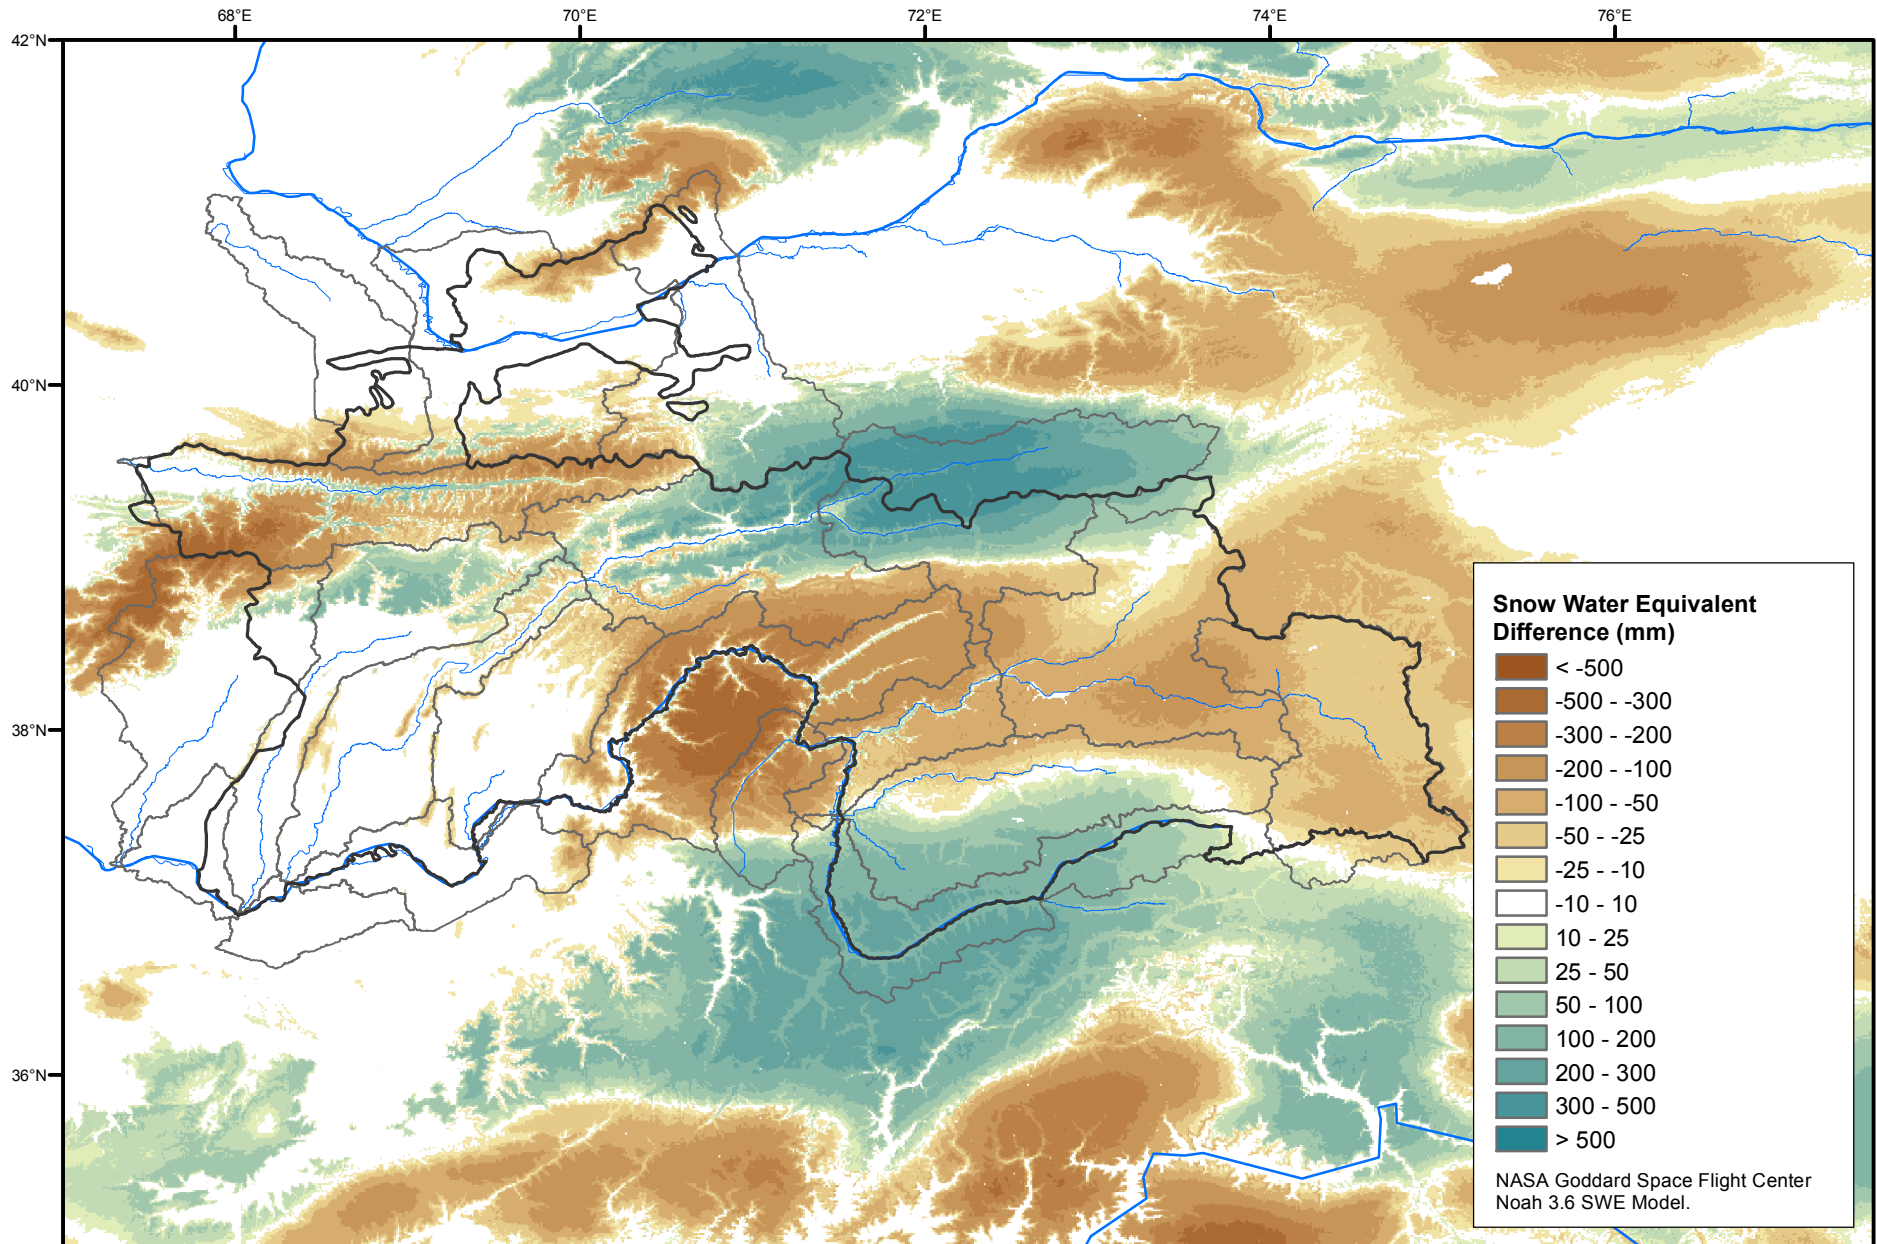 68°E
70°E
72°E
74°E
76°E
42°N
40°N
38°N
36°N
Snow Water Equivalent
Difference (mm)
< -500
-500 - -300
-300 - -200
-200 - -100
-100 - -50
-50 - -25
-25 - -10
-10 - 10
10 - 25
25 - 50
50 - 100
100 - 200
200 - 300
300 - 500
> 500
NASA Goddard Space Flight Center
Noah 3.6 SWE Model.